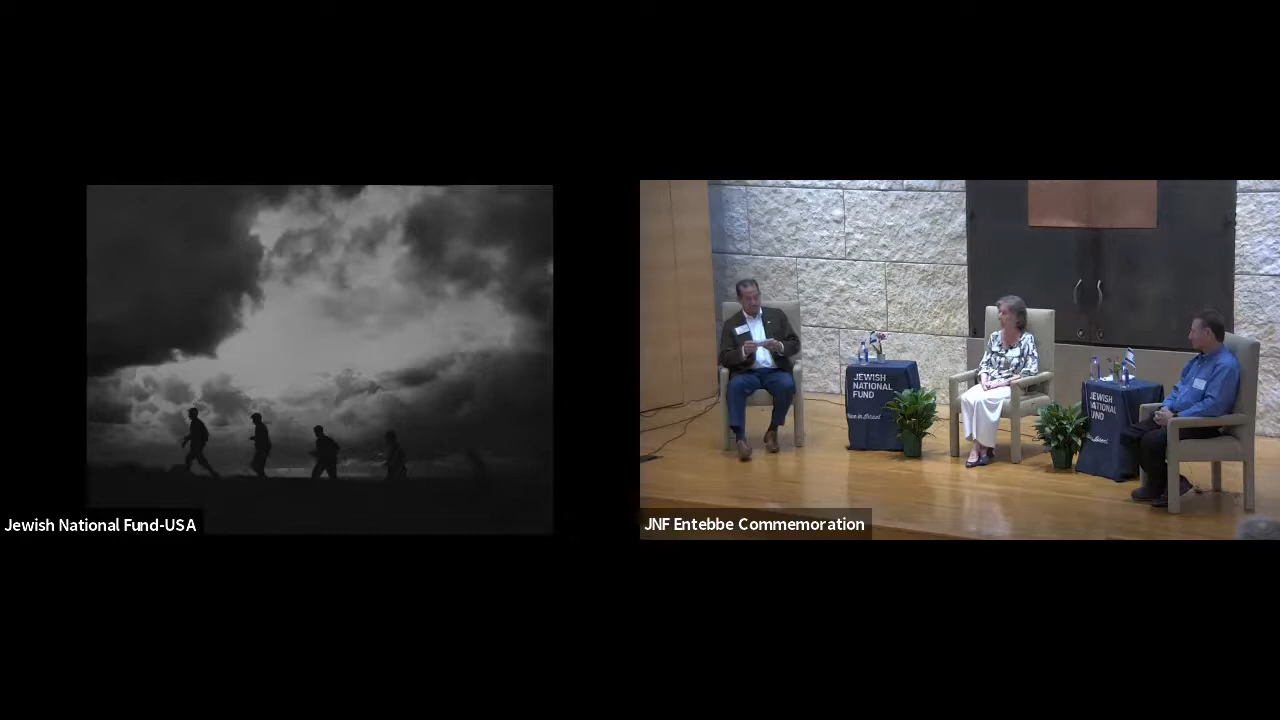 Jewish National Fund-USA
JNF Entebbe Commemoration
JEWISH
NATIONAL
FUND
JEWISH
NATIONAL
FUND